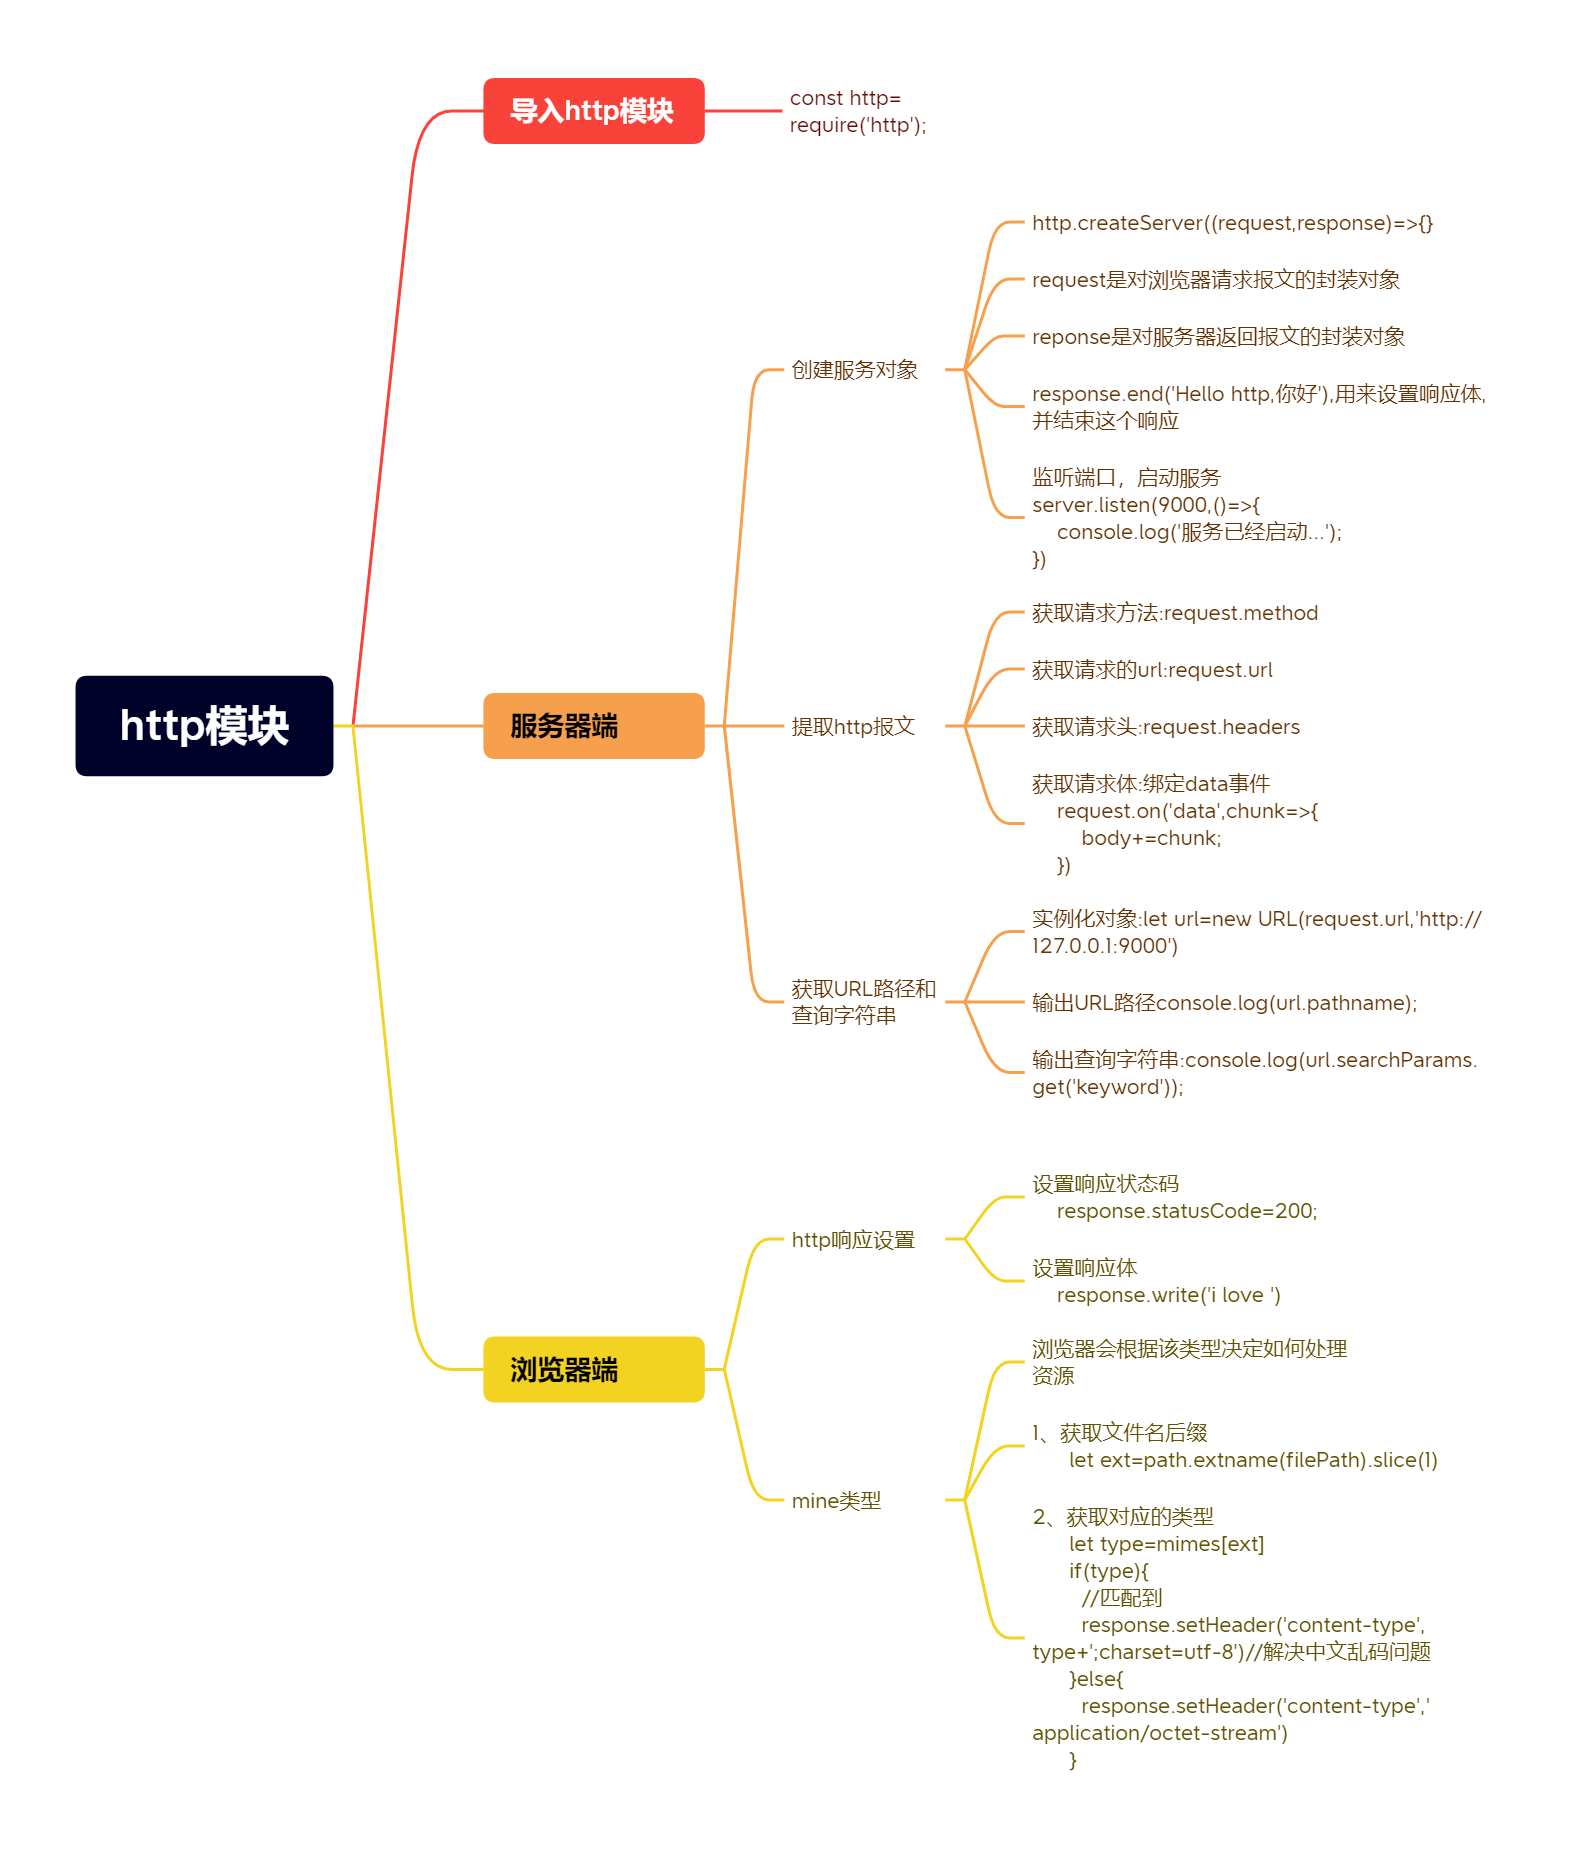 http模块
导入http模块
const http=
require('http');
服务器端
创建服务对象
http.createServer((request,response)=>{}
request是对浏览器请求报文的封装对象
reponse是对服务器返回报文的封装对象
response.end('Hello http,你好'),用来设置响应体,
并结束这个响应
监听端口，启动服务
server.listen(9000,()=>{
    console.log('服务已经启动...');
})
提取http报文
获取请求方法:request.method
获取请求的url:request.url
获取请求头:request.headers
获取请求体:绑定data事件
    request.on('data',chunk=>{
        body+=chunk;
    })
获取URL路径和
查询字符串
实例化对象:let url=new URL(request.url,'http://
127.0.0.1:9000')
输出URL路径console.log(url.pathname);
输出查询字符串:console.log(url.searchParams.
get('keyword'));
浏览器端
http响应设置
设置响应状态码
    response.statusCode=200;
设置响应体
    response.write('i love ')
mine类型
浏览器会根据该类型决定如何处理
资源
1、获取文件名后缀
      let ext=path.extname(filePath).slice(1)
2、获取对应的类型
      let type=mimes[ext]
      if(type){
        //匹配到
        response.setHeader('content-type',
type+';charset=utf-8')//解决中文乱码问题
      }else{
        response.setHeader('content-type','
application/octet-stream')
      }